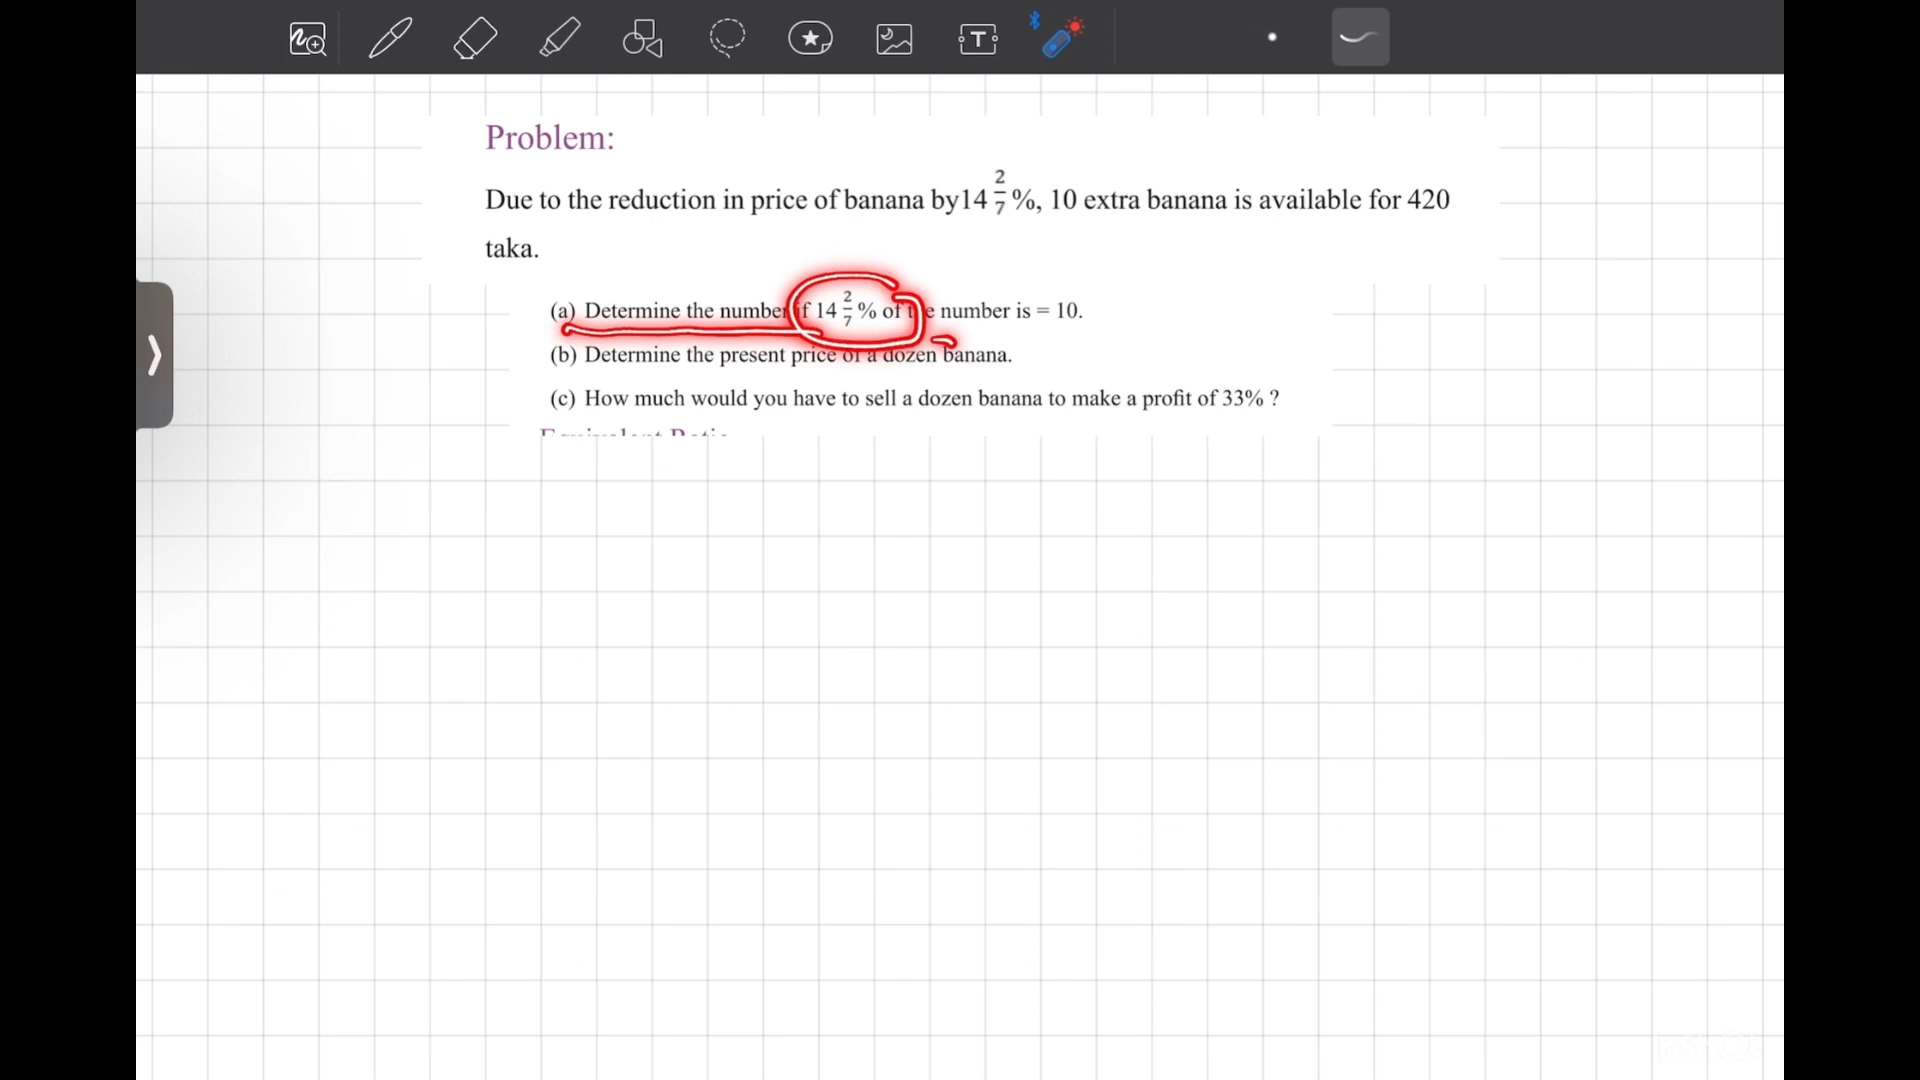 Problem:
Due to the reduction in price of banana by14 2/7 %, 10 extra banana is available for 420
taka.
(a) Determine the number if 14 2/7 % of the number is = 10.
(b) Determine the present price of a dozen banana.
(c) How much would you have to sell a dozen banana to make a profit of 33% ?